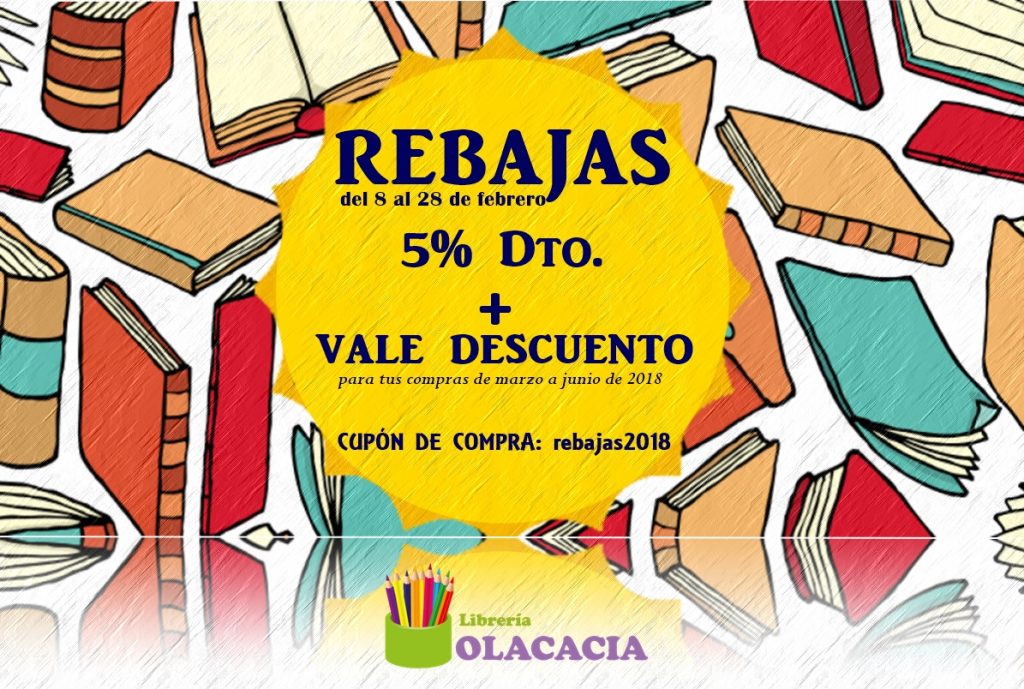 REBAJAS
del 8 al 28 de febrero
5% DTO.
+
VALE DESCUENTO
para tus compras de marzo a junio de 2018
CUPÓN DE COMPRA: rebajas2018
Librería
OLACACIA